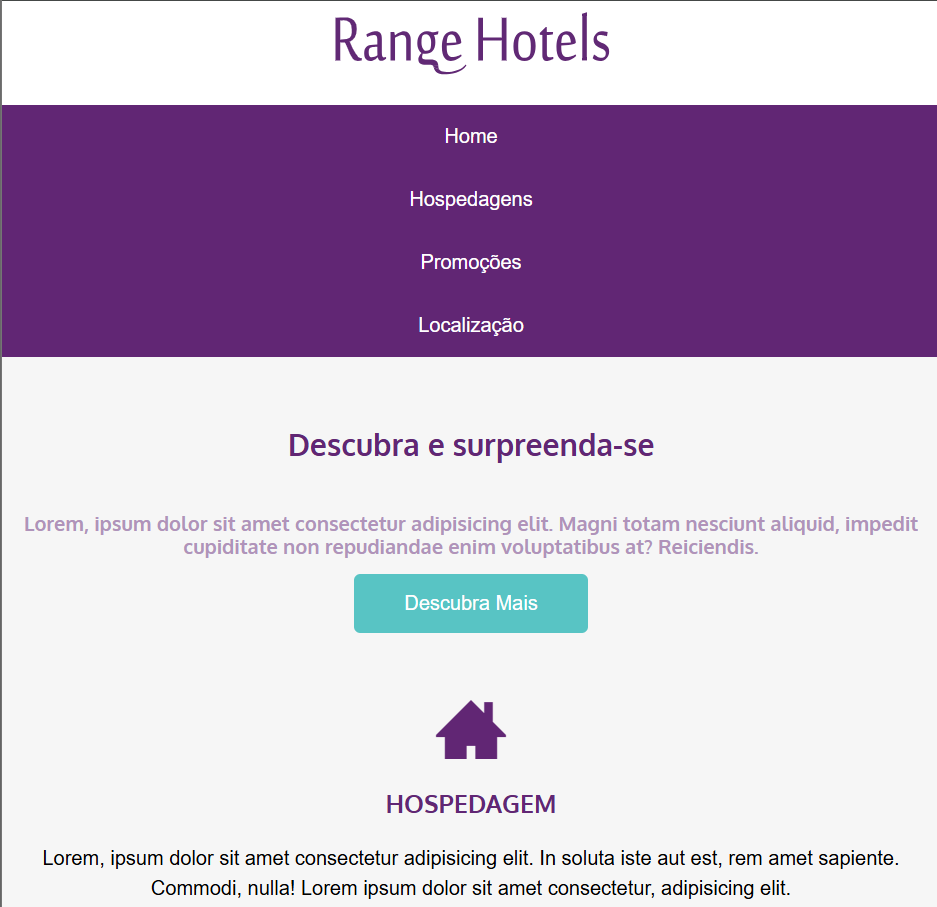 Range Hotels
Home
Hospedagens
Promoções
Localização
Descubra e surpreenda-se
Lorem, ipsum dolor sit amet consectetur adipisicing elit. Magni totam nesciunt aliquid, impedit
cupiditate non repudiandae enim voluptatibus at? Reiciendis.
Descubra Mais
HOSPEDAGEM
Lorem, ipsum dolor sit amet consectetur adipisicing elit. In soluta iste aut est, rem amet sapiente.
Commodi, nulla! Lorem ipsum dolor sit amet consectetur, adipisicing elit.